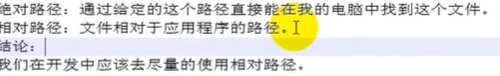 绝对路径：通过给定的这个路径直接能在我的电脑中找到这个文件。
相对路径：文件相对于应用程序的路径。
结论：
我们在开发中应该去尽量的使用相对路径。